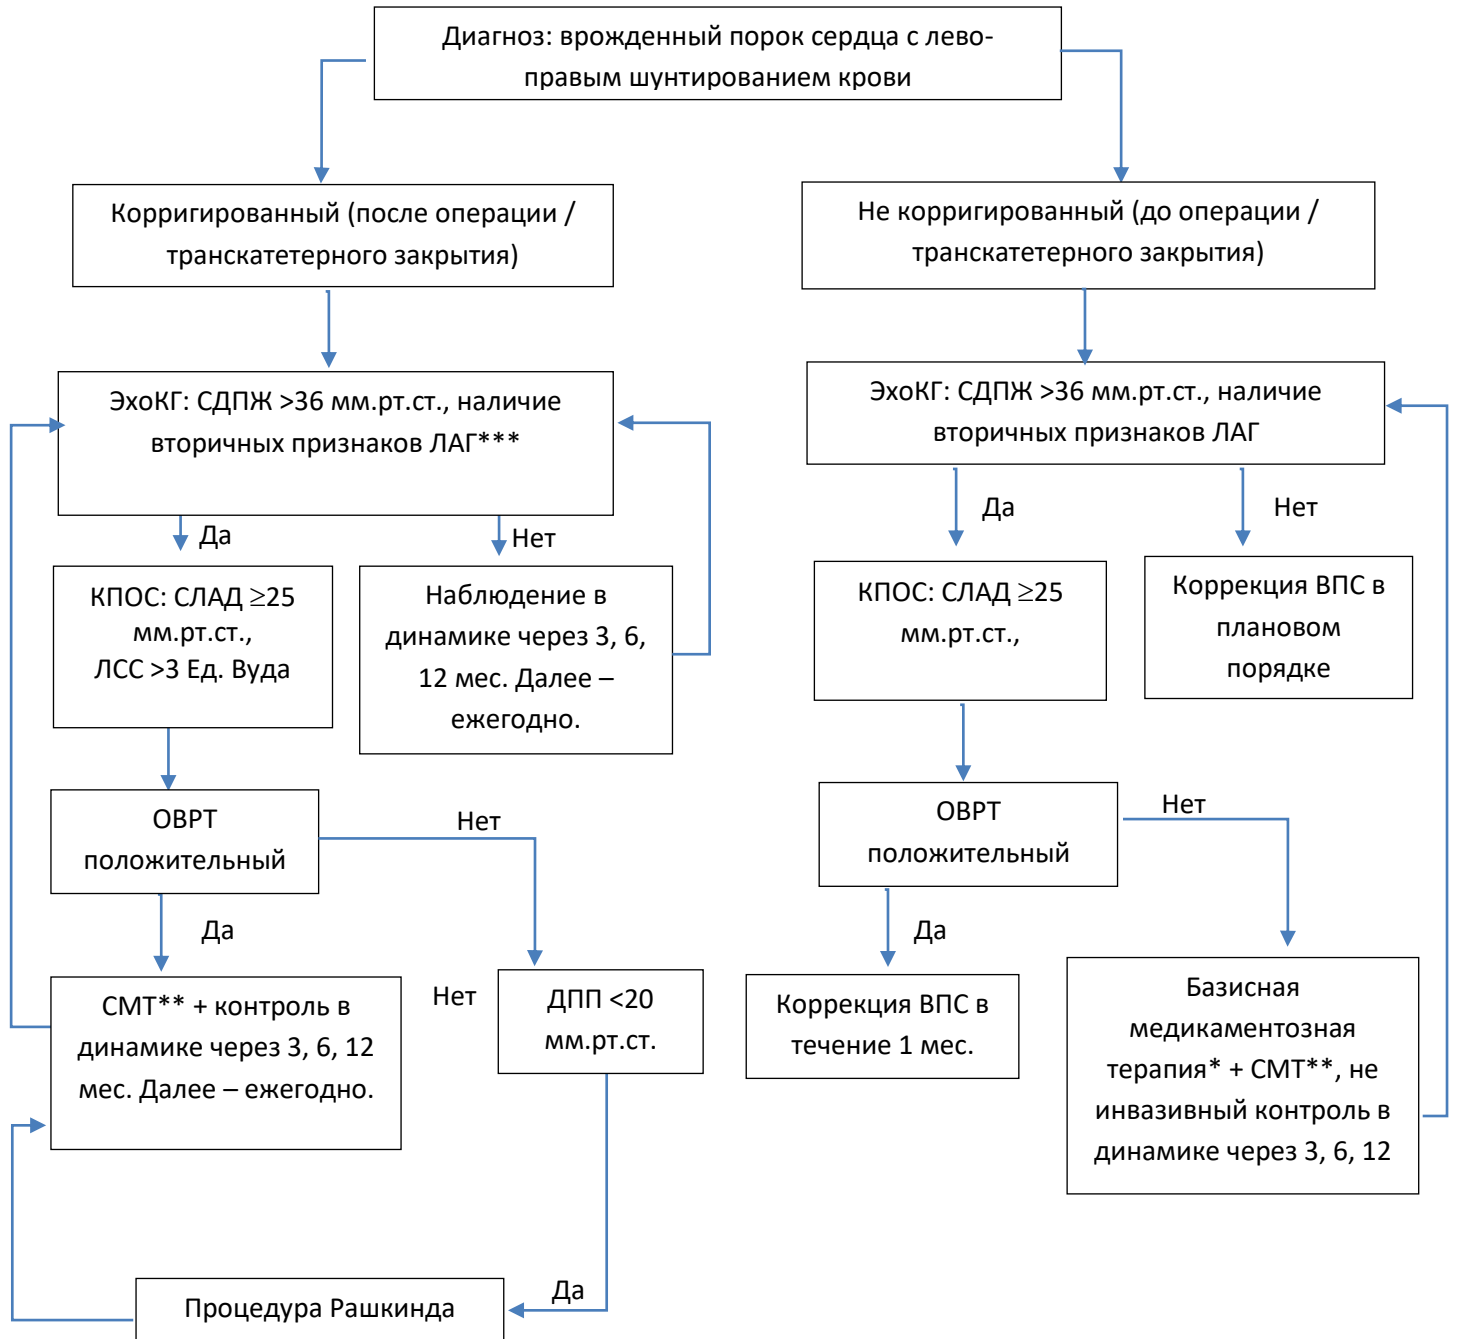 Диагноз: врожденный порок сердца с лево-
правым шунтированием крови
Корригированный (после операции /
транскатетерного закрытия)
Не корригированный (до операции /
транскатетерного закрытия)
ЭхоКГ: СДПЖ >36 мм.рт.ст., наличие
вторичных признаков ЛАГ***
ЭхоКГ: СДПЖ >36 мм.рт.ст., наличие
вторичных признаков ЛАГ
Да
Нет
Да
Нет
КПОС: СЛАД ≥25
мм.рт.ст.,
ЛСС >3 Ед. Вуда
Наблюдение в
динамике через 3, 6,
12 мес. Далее –
ежегодно.
КПОС: СЛАД ≥25
мм.рт.ст.,
Коррекция ВПС в
плановом
порядке
ОВРТ
положительный
Нет
ОВРТ
положительный
Нет
Да
Да
СМТ** + контроль в
динамике через 3, 6, 12
мес. Далее – ежегодно.
Нет
ДПП <20
мм.рт.ст.
Коррекция ВПС в
течение 1 мес.
Базисная
медикаментозная
терапия* + СМТ**, не
инвазивный контроль в
динамике через 3, 6, 12
Процедура Рашкинда
Да